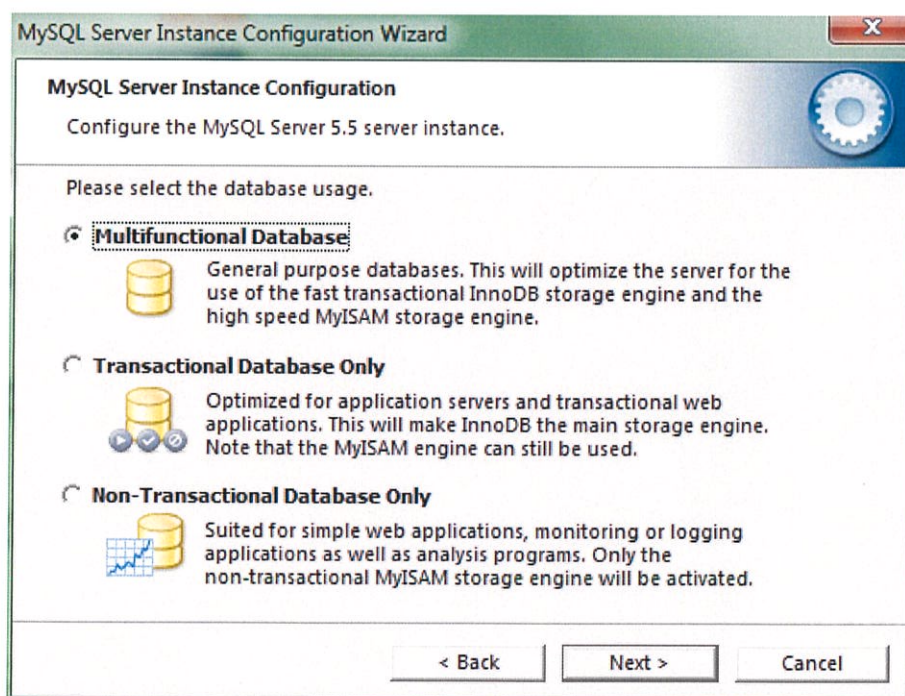 MySQL Server Instance Configuration Wizard
MySQL Server Instance Configuration
Configure the MySQL Server 5.5 server instance.
Please select the database usage.
Multifunctional Database
General purpose databases. This will optimize the server for the
use of the fast transactional InnoDB storage engine and the
high speed MyISAM storage engine.
Transactional Database Only
Optimized for application servers and transactional web
applications. This will make InnoDB the main storage engine.
Note that the MyISAM engine can still be used.
Non-Transactional Database Only
Suited for simple web applications, monitoring or logging
applications as well as analysis programs. Only the
non-transactional MyISAM storage engine will be activated.
< Back
Next >
Cancel